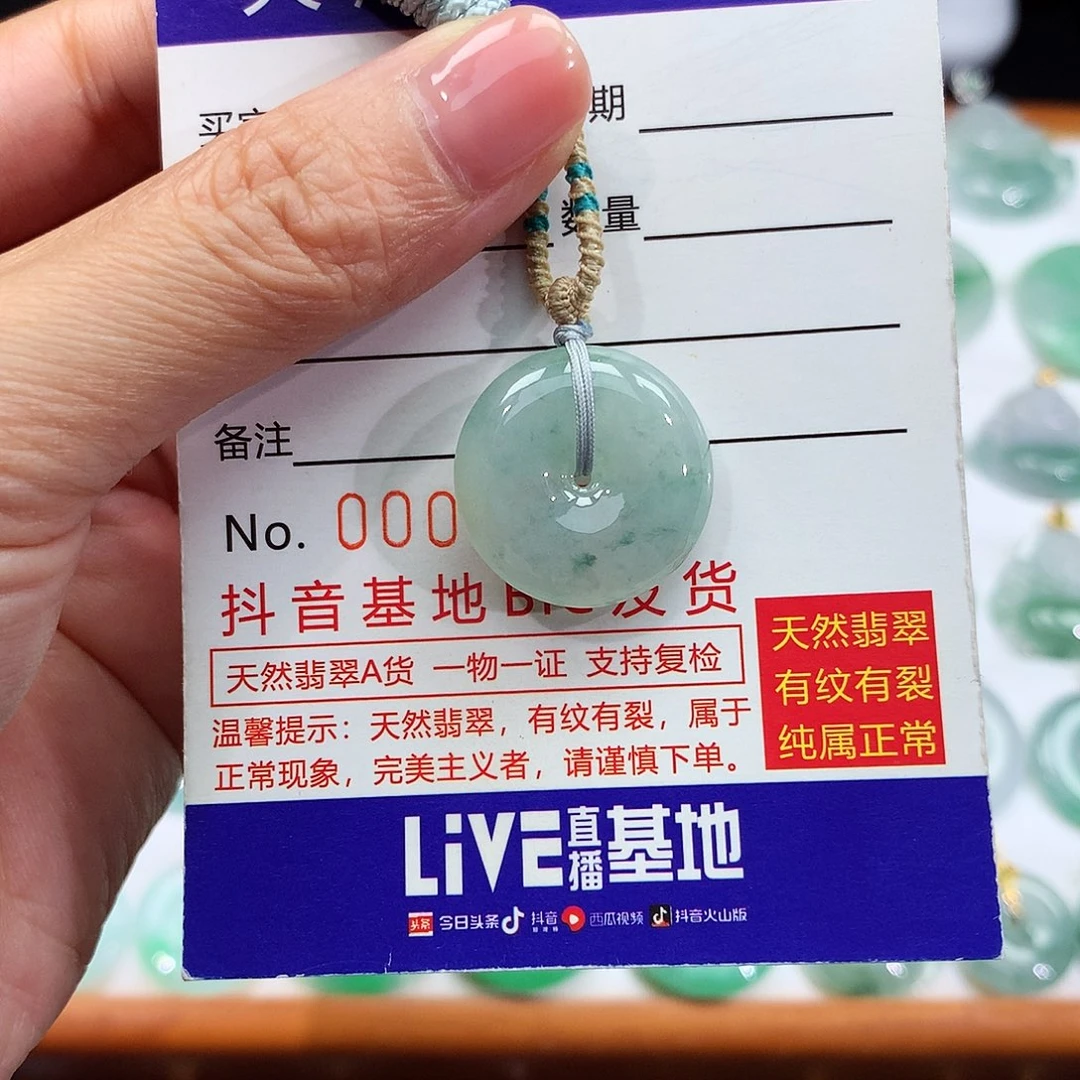 期
数量
备注
No. 000
抖音基地 发货
天然翡翠A货 一物一证 支持复检
温馨提示：天然翡翠，有纹有裂，属于
正常现象，完美主义者，请谨慎下单。
天然翡翠
有纹有裂
纯属正常
LiVE直播基地
头条 今日头条 抖音 西瓜视频 抖音火山版